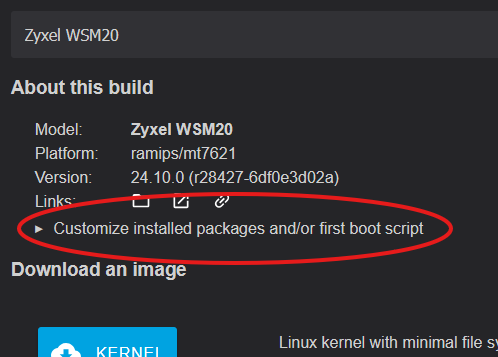 Zyxel WSM20
About this build
Model: Zyxel WSM20
Platform: ramips/mt7621
Version: 24.10.0 (r28427-6df0e3d02a)
Links:
► Customize installed packages and/or first boot script
Download an image
KERNEL
Linux kernel with minimal file sy